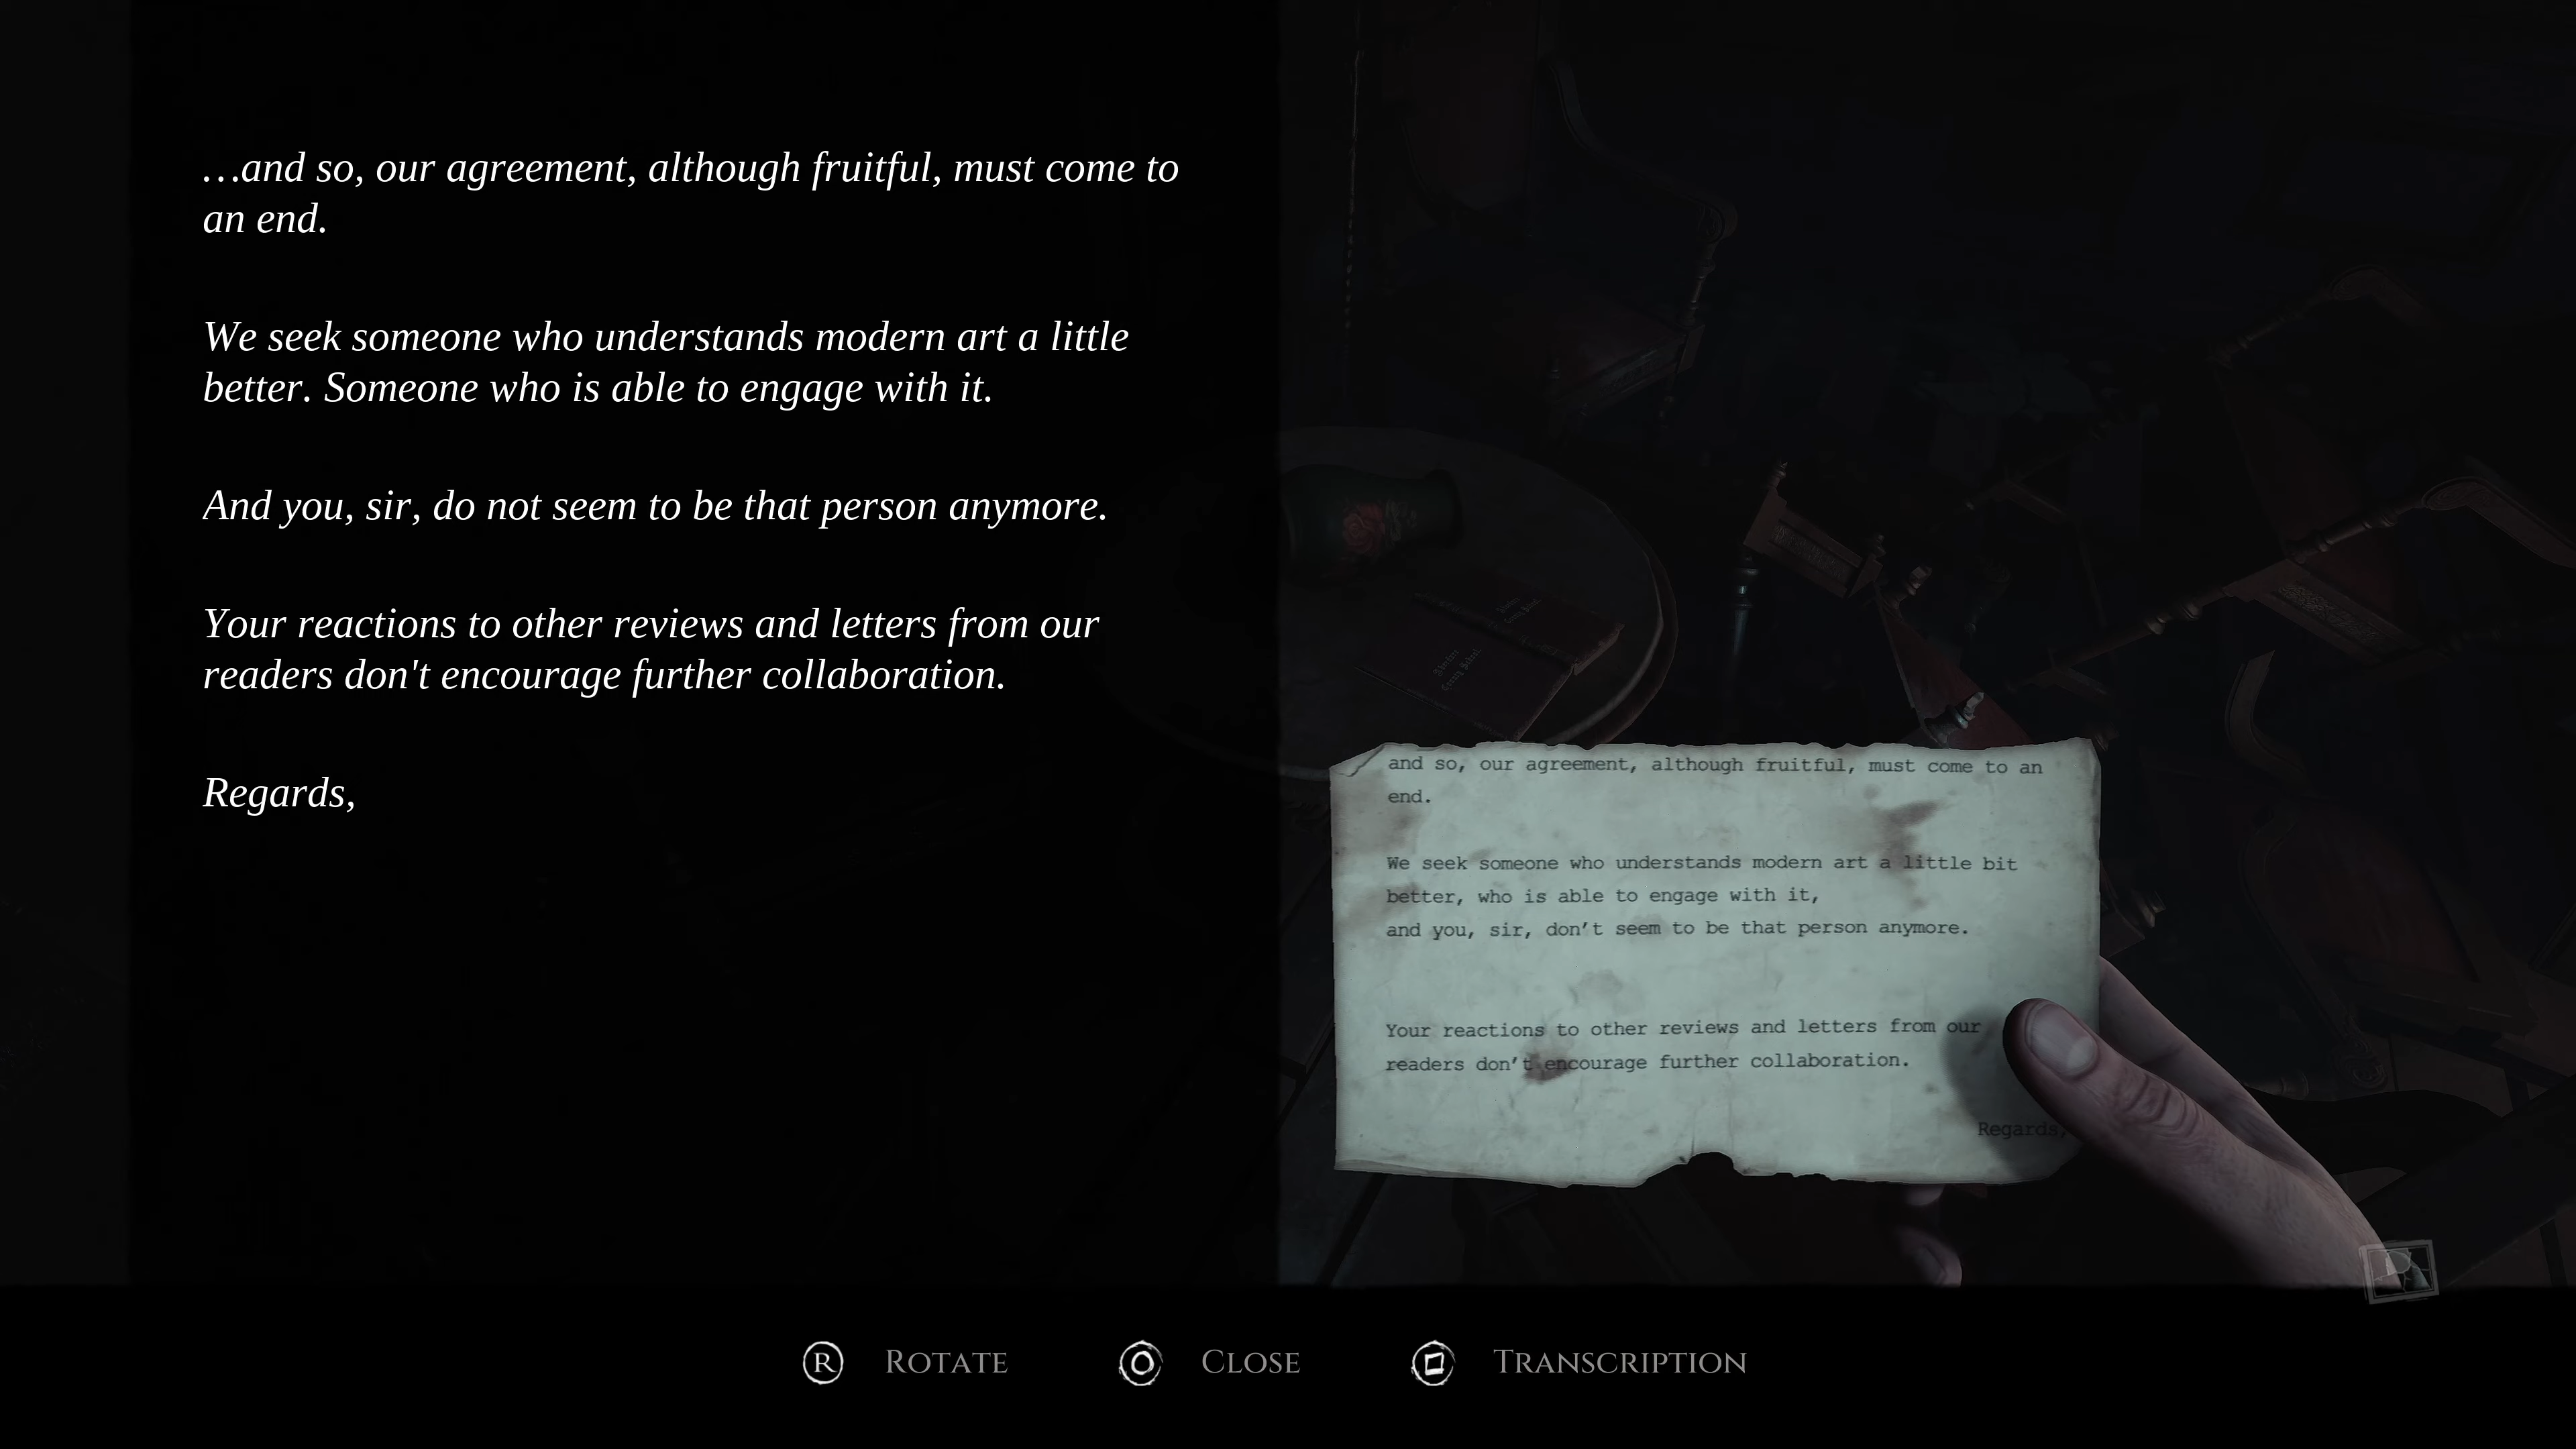 …and so, our agreement, although fruitful, must come to
an end.
We seek someone who understands modern art a little
better. Someone who is able to engage with it.
And you, sir, do not seem to be that person anymore.
Your reactions to other reviews and letters from our
readers don't encourage further collaboration.
Regards,
and so, our agreement, although fruitful, must come to an
end.
We seek someone who understands modern art a little bit
better, who is able to engage with it,
and you, sir, don’t seem to be that person anymore.
Your reactions to other reviews and letters from our
readers don’t encourage further collaboration.
Regards,
R ROTATE
CLOSE
TRANSCRIPTION